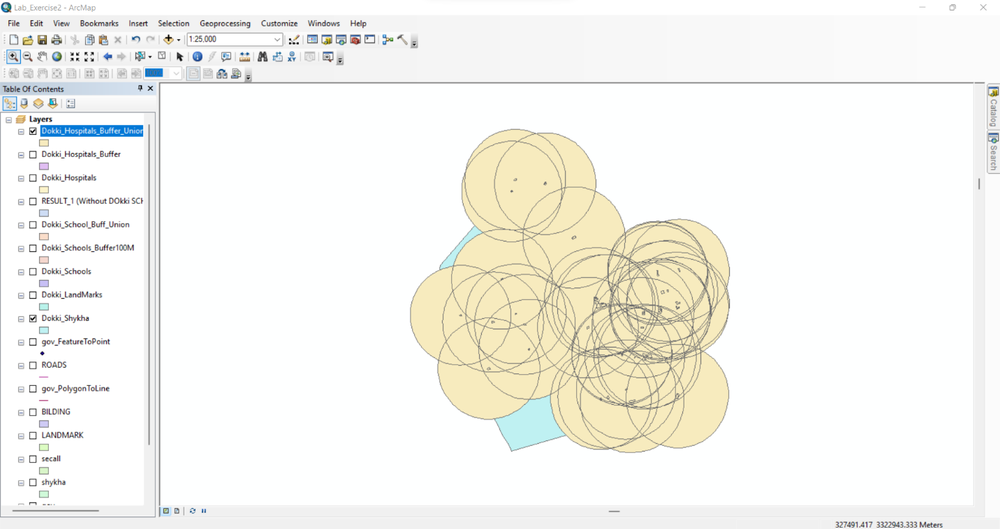 Lab_Exercise2 - ArcMap
File Edit View Bookmarks Insert Selection Geoprocessing Customize Windows Help
1:25,000
XY
100%
Table Of Contents
Layers
Dokki_Hospitals_Buffer_Union
Dokki_Hospitals_Buffer
Dokki_Hospitals
RESULT_1 (Without DOkki SCH
Dokki_School_Buff_Union
Dokki_Schools_Buffer100M
Dokki_Schools
Dokki_LandMarks
Dokki_Shykha
gov_FeatureToPoint
ROADS
gov_PolygonToLine
BILDING
LANDMARK
secall
shykha
Catalog
Search
327491.417 3322943.333 Meters